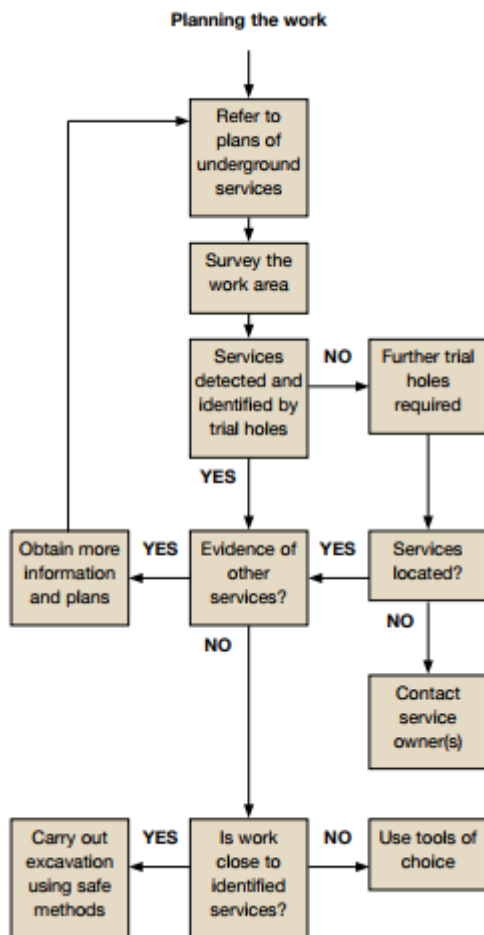 Planning the work
Refer to
plans of
underground
services
Survey the
work area
Services
detected and
identified by
trial holes
NO
Further trial
holes
required
YES
Obtain more
information
and plans
YES
Evidence of
other
services?
YES
Services
located?
NO
NO
Contact
service
owner(s)
Carry out
excavation
using safe
methods
YES
Is work
close to
identified
services?
NO
Use tools of
choice